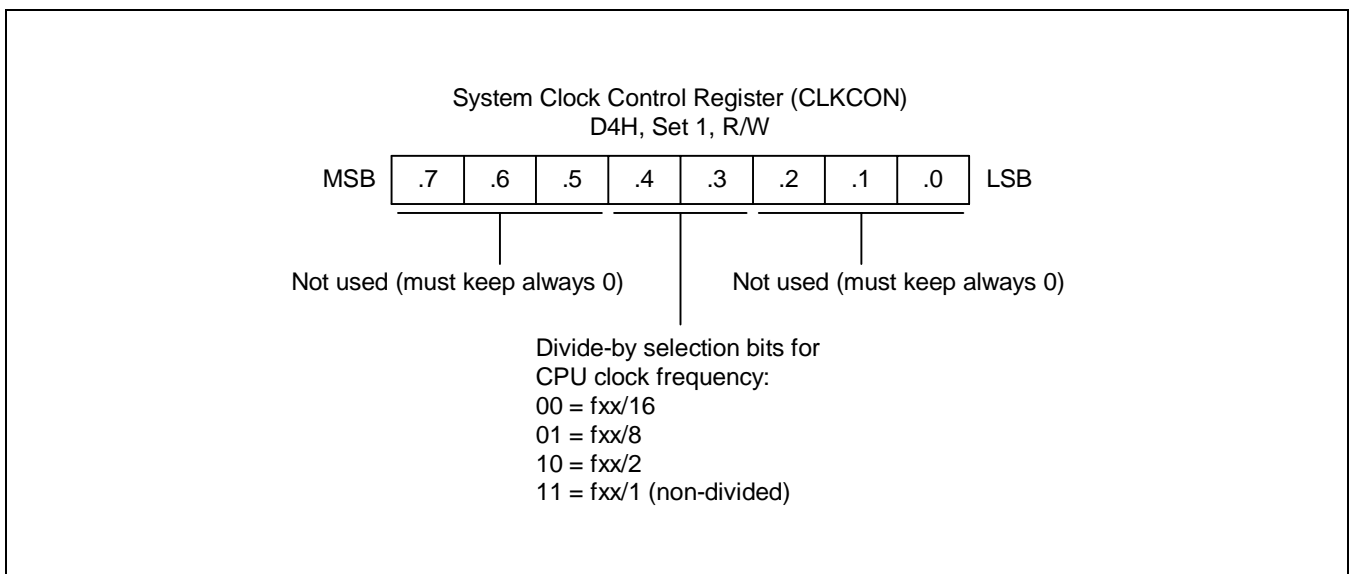 System Clock Control Register (CLKCON)
D4H, Set 1, R/W
MSB .7 .6 .5 .4 .3 .2 .1 .0 LSB
Not used (must keep always 0) Not used (must keep always 0)
Divide-by selection bits for
CPU clock frequency:
00 = fxx/16
01 = fxx/8
10 = fxx/2
11 = fxx/1 (non-divided)